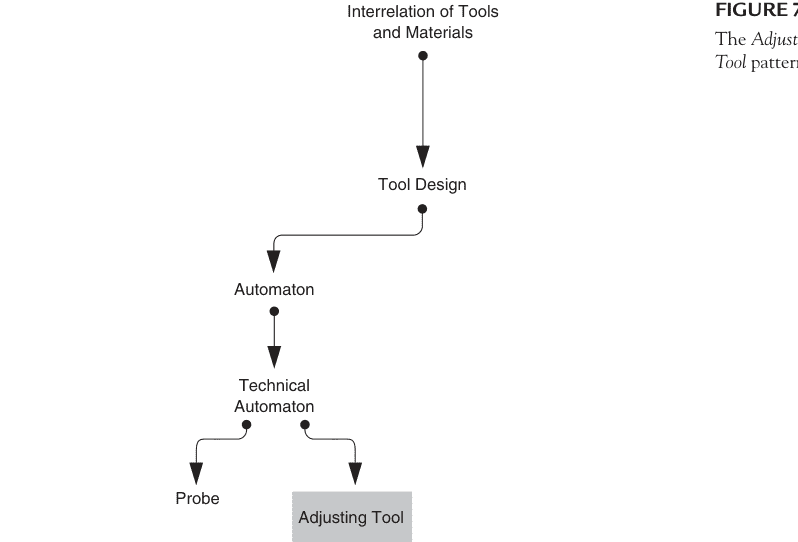 Interrelation of Tools
and Materials
FIGURE 7
The Adjust
Tool pattern
Tool Design
Automaton
Technical
Automaton
Probe
Adjusting Tool